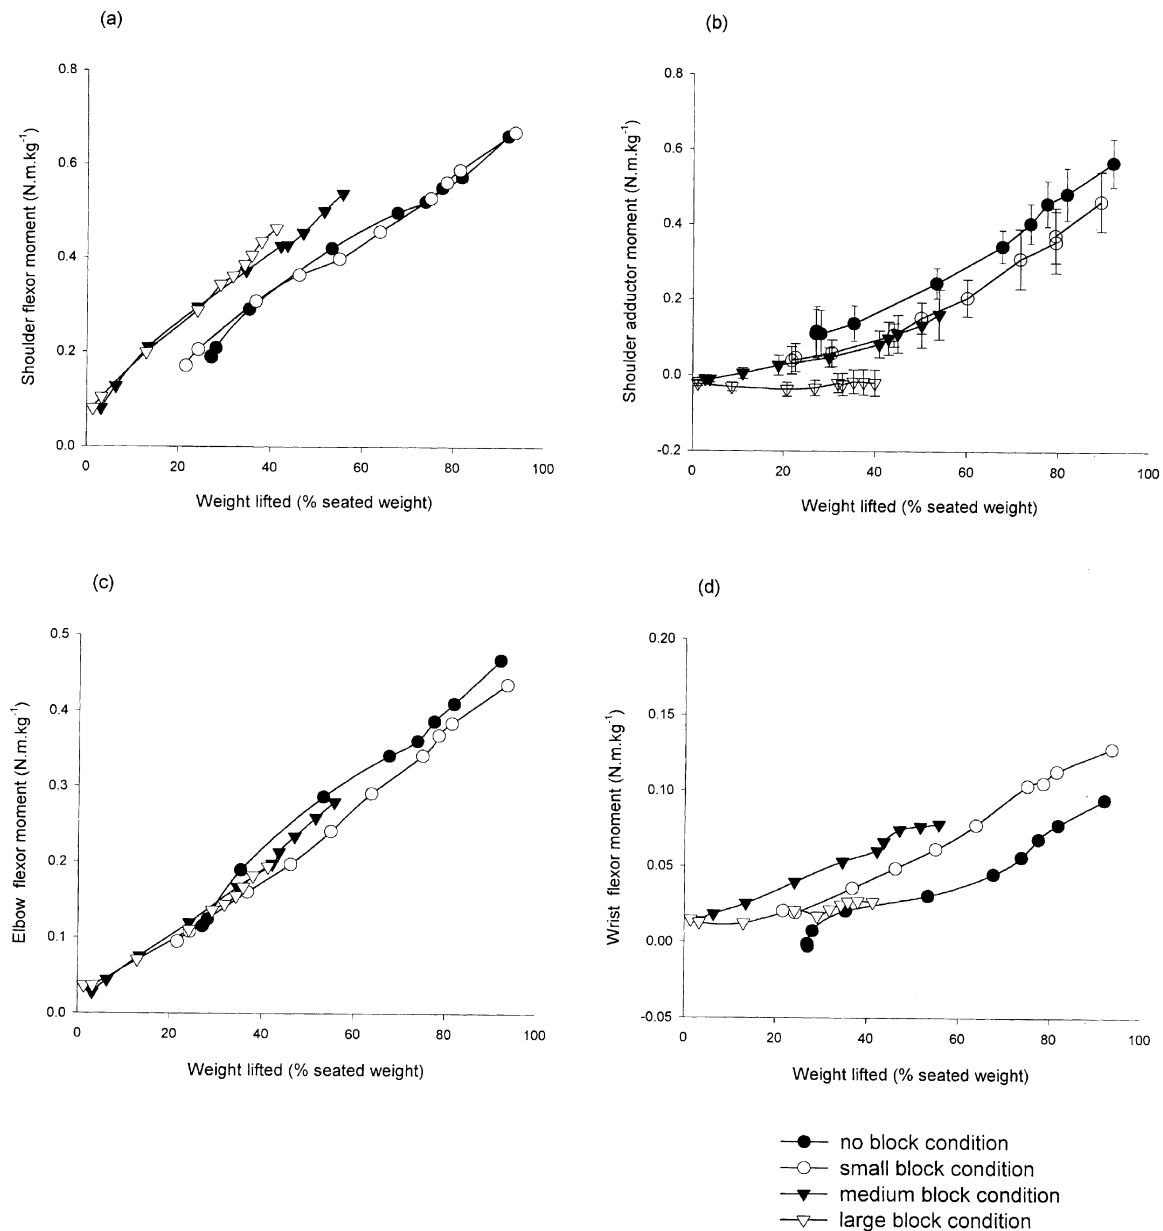 (a)
0.8
0.6
0.4
0.2
0.0
Shoulder flexor moment (N.m.kg-1)
0 20 40 60 80 100
Weight lifted (% seated weight)
(b)
0.8
0.6
0.4
0.2
0.0
-0.2
Shoulder adductor moment (N.m.kg-1)
0 20 40 60 80 100
Weight lifted (% seated weight)
(c)
0.5
0.4
0.3
0.2
0.1
0.0
Elbow flexor moment (N.m.kg-1)
0 20 40 60 80 100
Weight lifted (% seated weight)
(d)
0.20
0.15
0.10
0.05
0.00
-0.05
Wrist flexor moment (N.m.kg-1)
0 20 40 60 80 100
Weight lifted (% seated weight)
no block condition
small block condition
medium block condition
large block condition